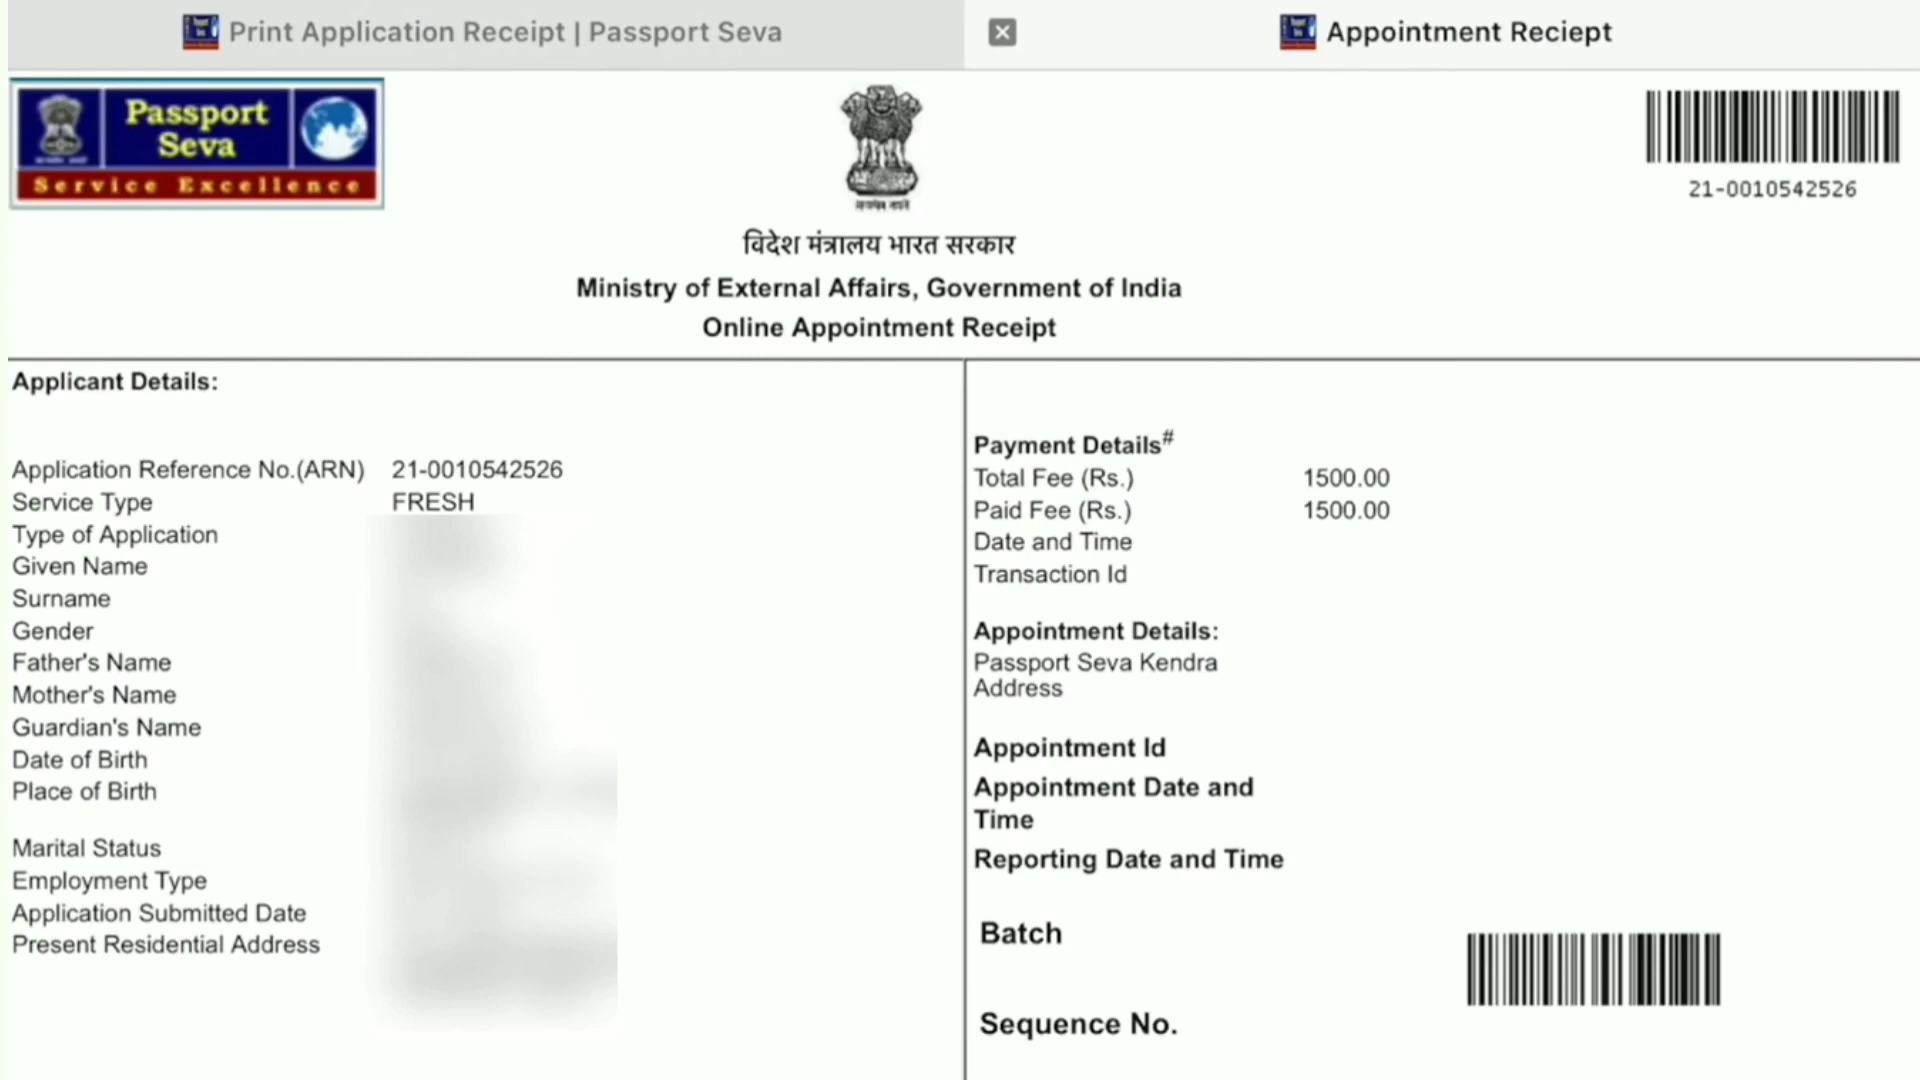 Print Application Receipt | Passport Seva
Appointment Reciept
Passport
Seva
Service Excellence
21-0010542526
विदेश मंत्रालय भारत सरकार
Ministry of External Affairs, Government of India
Online Appointment Receipt
Applicant Details:
Application Reference No.(ARN) 21-0010542526
Service Type FRESH
Type of Application
Given Name
Surname
Gender
Father's Name
Mother's Name
Guardian's Name
Date of Birth
Place of Birth
Marital Status
Employment Type
Application Submitted Date
Present Residential Address
Payment Details#
Total Fee (Rs.) 1500.00
Paid Fee (Rs.) 1500.00
Date and Time
Transaction Id
Appointment Details:
Passport Seva Kendra
Address
Appointment Id
Appointment Date and
Time
Reporting Date and Time
Batch
Sequence No.